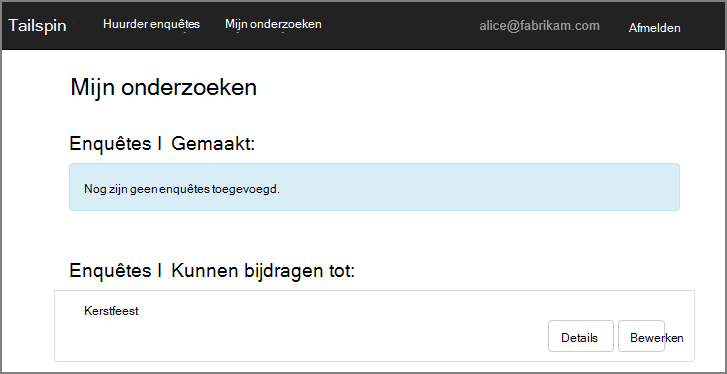 Tailspin Huurder enquêtes Mijn onderzoeken alice@fabrikam.com Afmelden
Mijn onderzoeken
Enquêtes I Gemaakt:
Nog zijn geen enquêtes toegevoegd.
Enquêtes I Kunnen bijdragen tot:
Kerstfeest
Details Bewerken